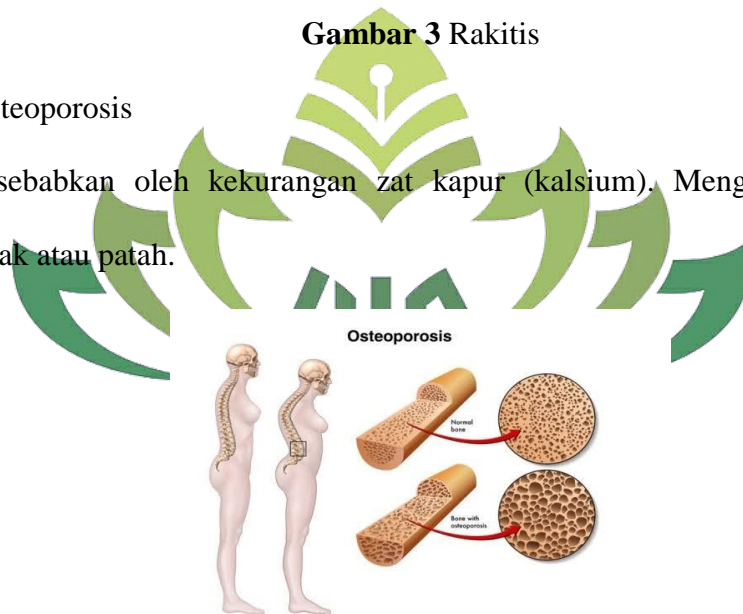 Gambar 3 Rakitis
teoporosis
sebabkan oleh kekurangan zat kapur (kalsium). Meng
ak atau patah.
Osteoporosis
Normal
bone
Bone with
osteoporosis